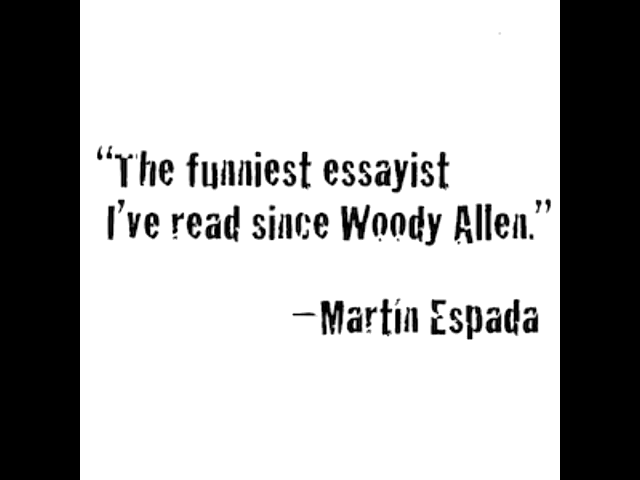 “The funniest essayist
I’ve read since Woody Allen.”
–Martín Espada